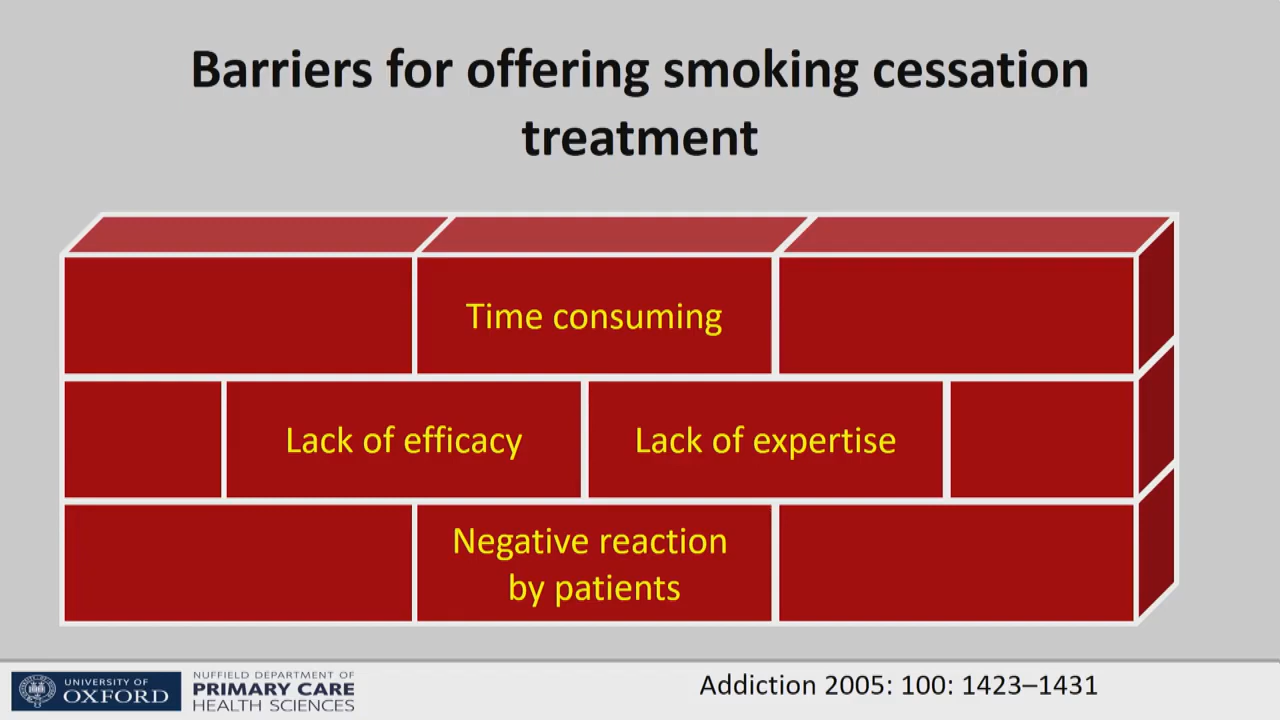 Barriers for offering smoking cessation
treatment
Time consuming
Lack of efficacy
Lack of expertise
Negative reaction
by patients
UNIVERSITY OF
OXFORD
NUFFIELD DEPARTMENT OF
PRIMARY CARE
HEALTH SCIENCES
Addiction 2005: 100: 1423–1431